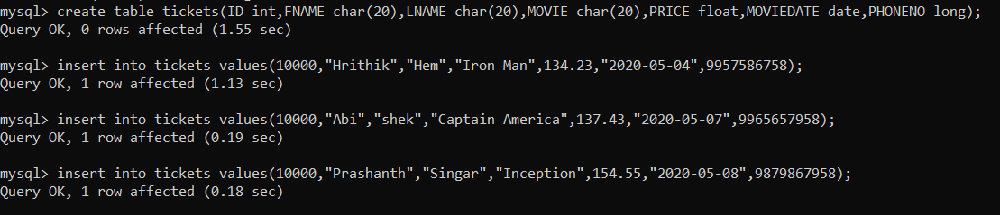 mysql> create table tickets(ID int,FNAME char(20),LNAME char(20),MOVIE char(20),PRICE float,MOVIEDATE date,PHONENO long);
Query OK, 0 rows affected (1.55 sec)
mysql> insert into tickets values(10000,"Hrithik","Hem","Iron Man",134.23,"2020-05-04",9957586758);
Query OK, 1 row affected (1.13 sec)
mysql> insert into tickets values(10000,"Abi","shek","Captain America",137.43,"2020-05-07",9965657958);
Query OK, 1 row affected (0.19 sec)
mysql> insert into tickets values(10000,"Prashanth","Singar","Inception",154.55,"2020-05-08",9879867958);
Query OK, 1 row affected (0.18 sec)